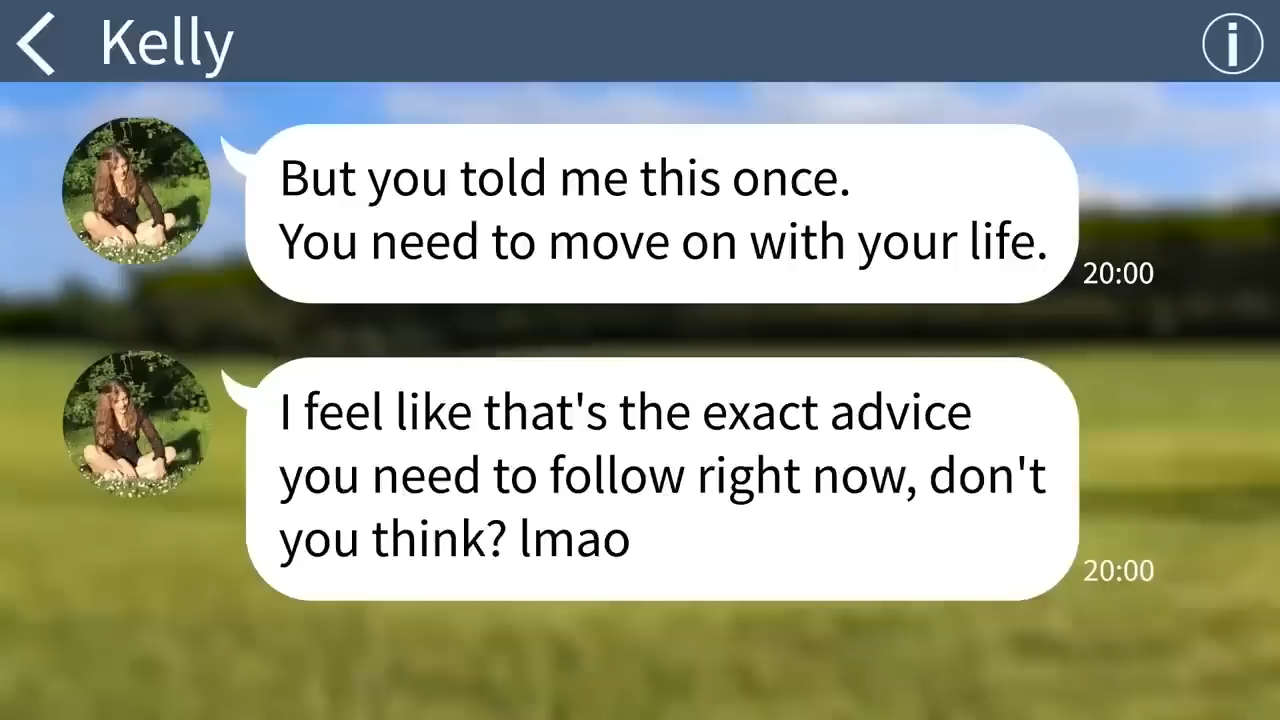 Kelly
But you told me this once.
You need to move on with your life.
20:00
I feel like that's the exact advice
you need to follow right now, don't
you think? lmao
20:00